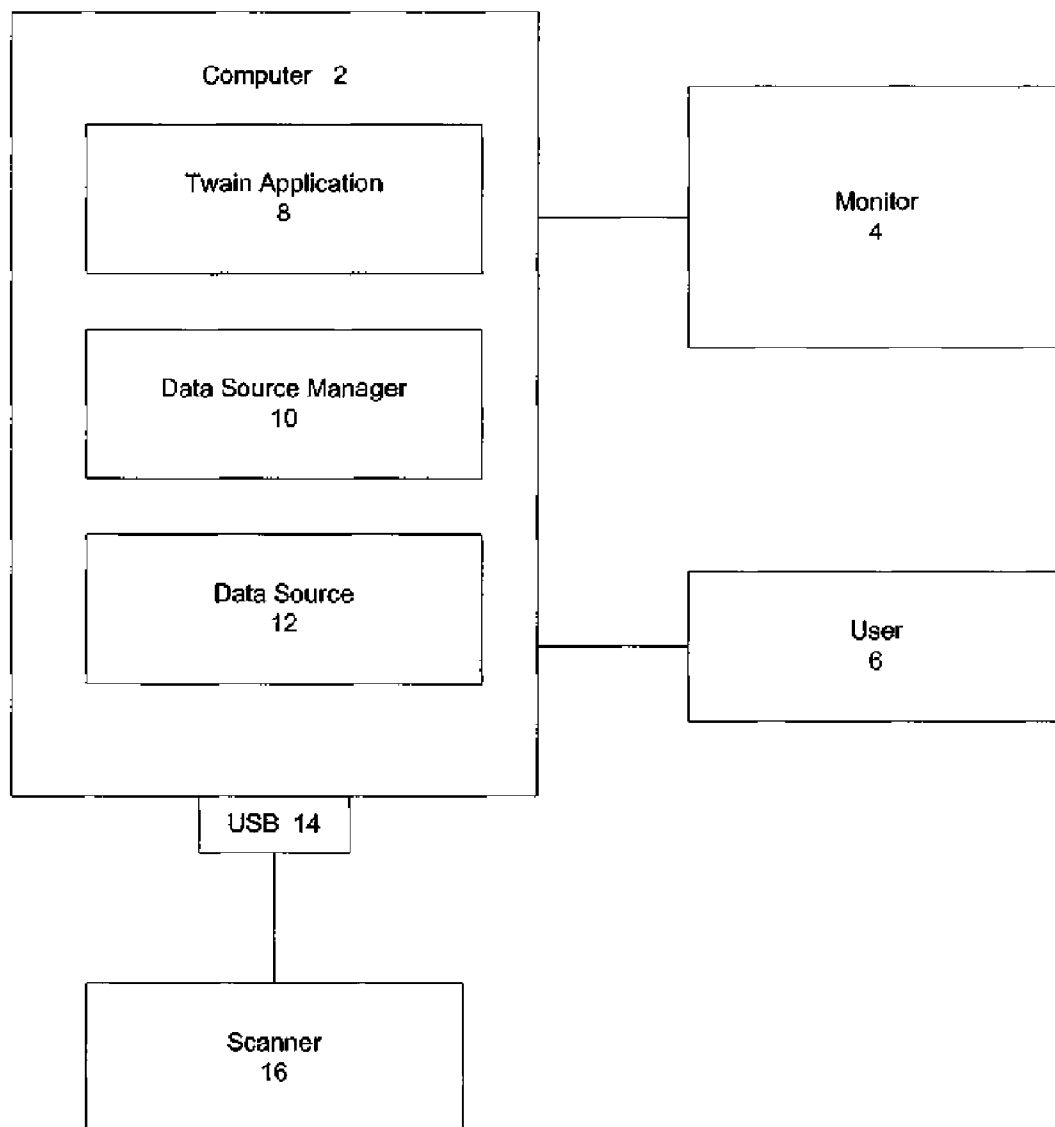 Computer 2
Twain Application
8
Monitor
4
Data Source Manager
10
Data Source
12
User
6
USB 14
Scanner
16